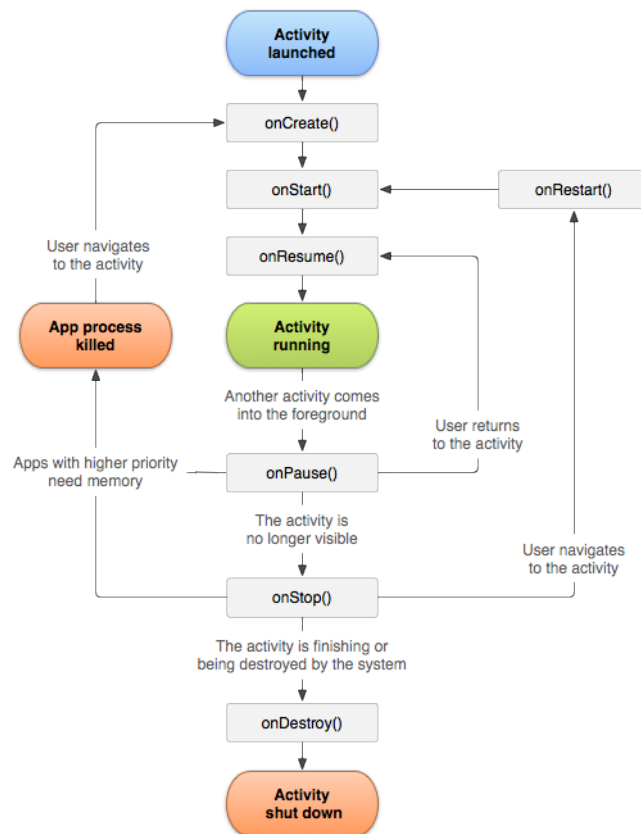 Activity
launched
onCreate()
onStart()
onRestart()
User navigates
to the activity
onResume()
App process
killed
Activity
running
Another activity comes
into the foreground
User returns
to the activity
Apps with higher priority
need memory
onPause()
The activity is
no longer visible
User navigates
to the activity
onStop()
The activity is finishing or
being destroyed by the system
onDestroy()
Activity
shut down